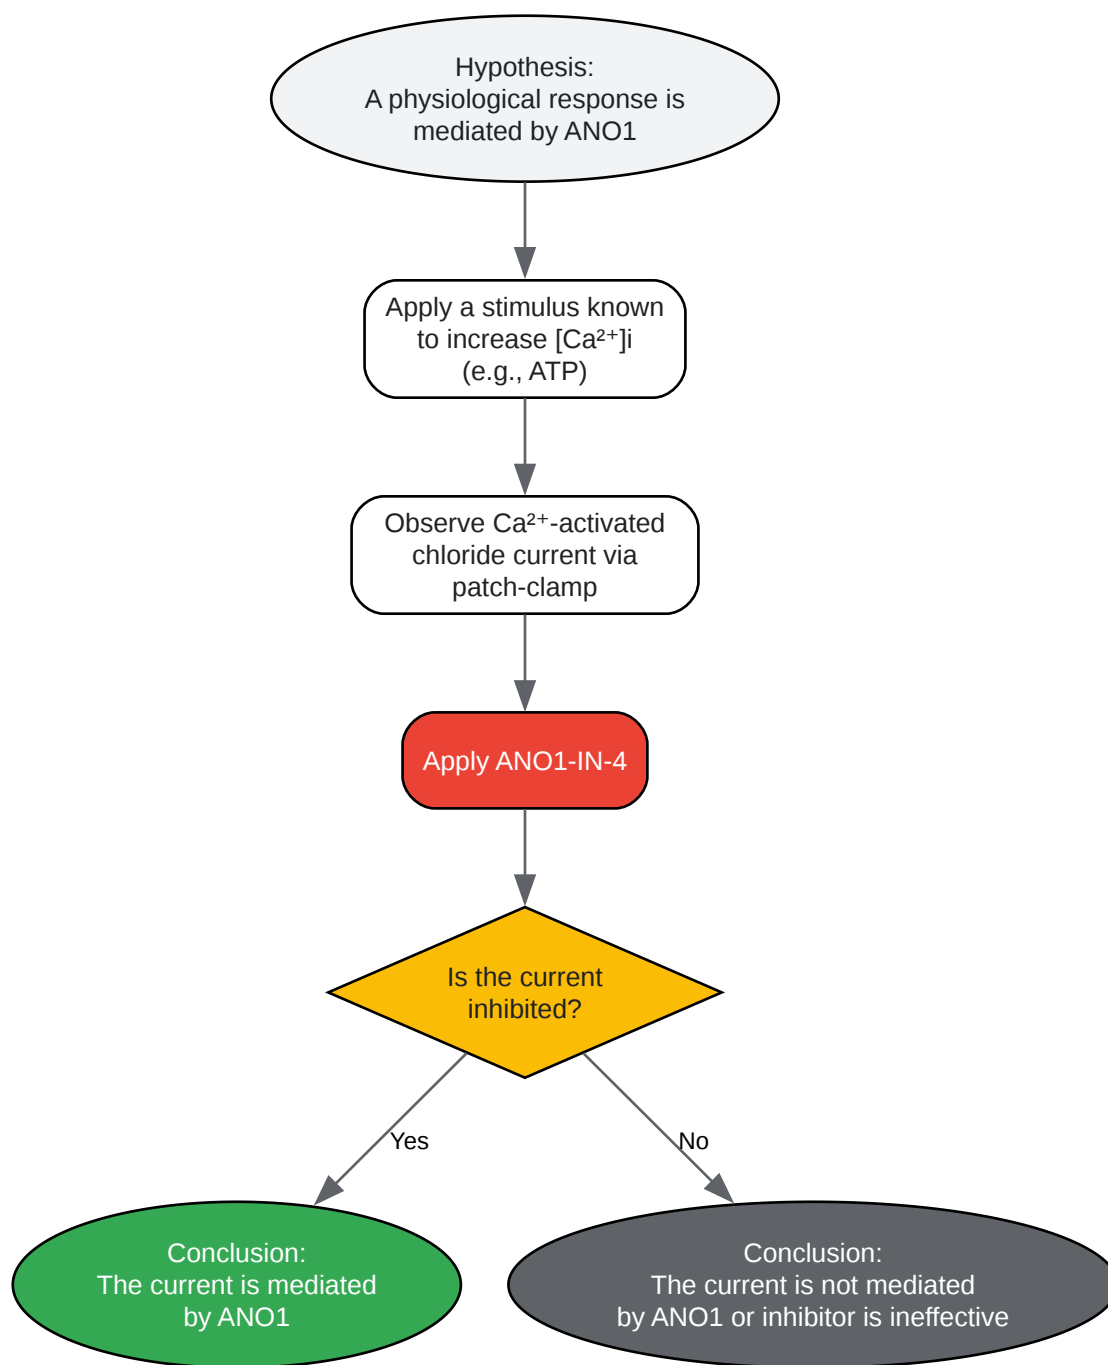 Hypothesis:
A physiological response is
mediated by ANO1
Apply a stimulus known
to increase [Ca²⁺]i
(e.g., ATP)
Observe Ca²⁺-activated
chloride current via
patch-clamp
Apply ANO1-IN-4
Is the current
inhibited?
Yes
No
Conclusion:
The current is mediated
by ANO1
Conclusion:
The current is not mediated
by ANO1 or inhibitor is ineffective